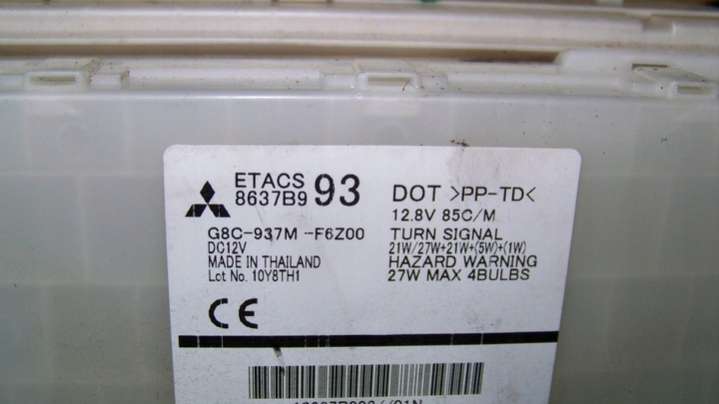 ETACS
8637B9 93
G8C-937M -F6Z00
DC12V
MADE IN THAILAND
Lot No. 10Y8TH1
DOT >PP-TD<
12.8V 85C/M
TURN SIGNAL
21W/27W+21W+(5W)+(1W)
HAZARD WARNING
27W MAX 4BULBS
CE